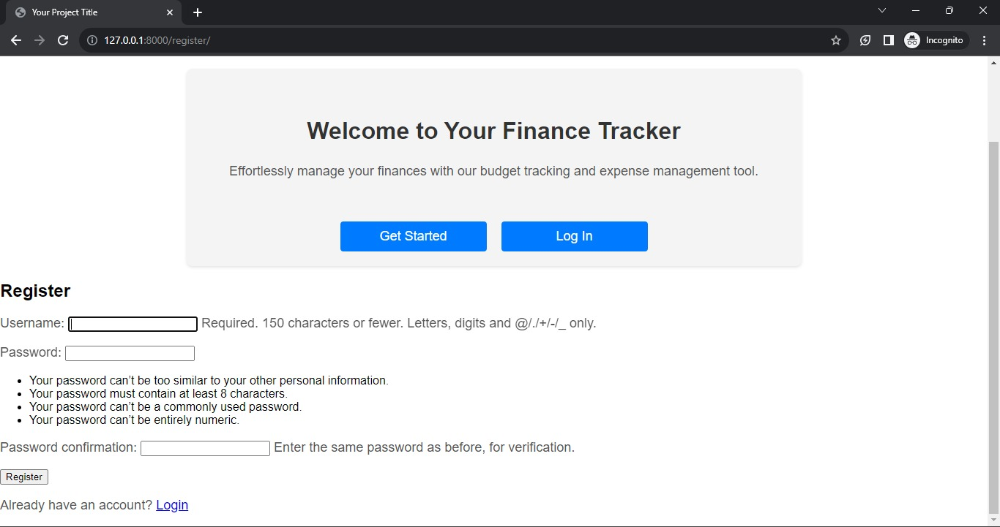 Your Project Title
127.0.0.1:8000/register/
Incognito
Welcome to Your Finance Tracker
Effortlessly manage your finances with our budget tracking and expense management tool.
Get Started
Log In
Register
Username:
Required. 150 characters or fewer. Letters, digits and @/./+/-/_ only.
Password:
Your password can't be too similar to your other personal information.
Your password must contain at least 8 characters.
Your password can't be a commonly used password.
Your password can't be entirely numeric.
Password confirmation:
Enter the same password as before, for verification.
Register
Already have an account? Login